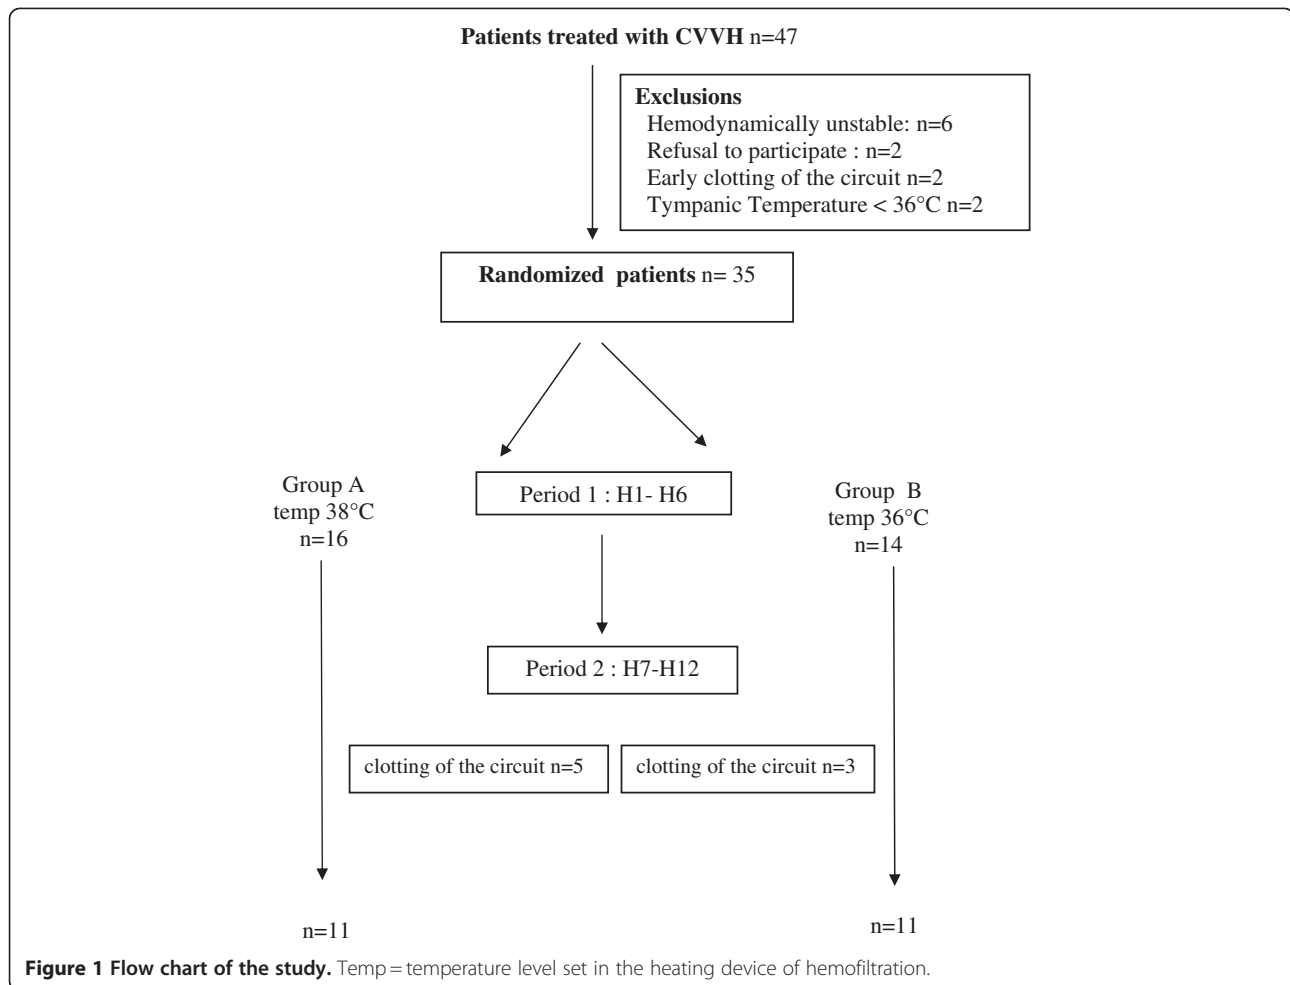 Patients treated with CVVH n=47
Exclusions
Hemodynamically unstable: n=6
Refusal to participate : n=2
Early clotting of the circuit n=2
Tympanic Temperature < 36°C n=2
Randomized patients n= 35
Group A
temp 38°C
n=16
Period 1 : H1- H6
Group B
temp 36°C
n=14
Period 2 : H7-H12
clotting of the circuit n=5
clotting of the circuit n=3
n=11
n=11
Figure 1 Flow chart of the study. Temp = temperature level set in the heating device of hemofiltration.